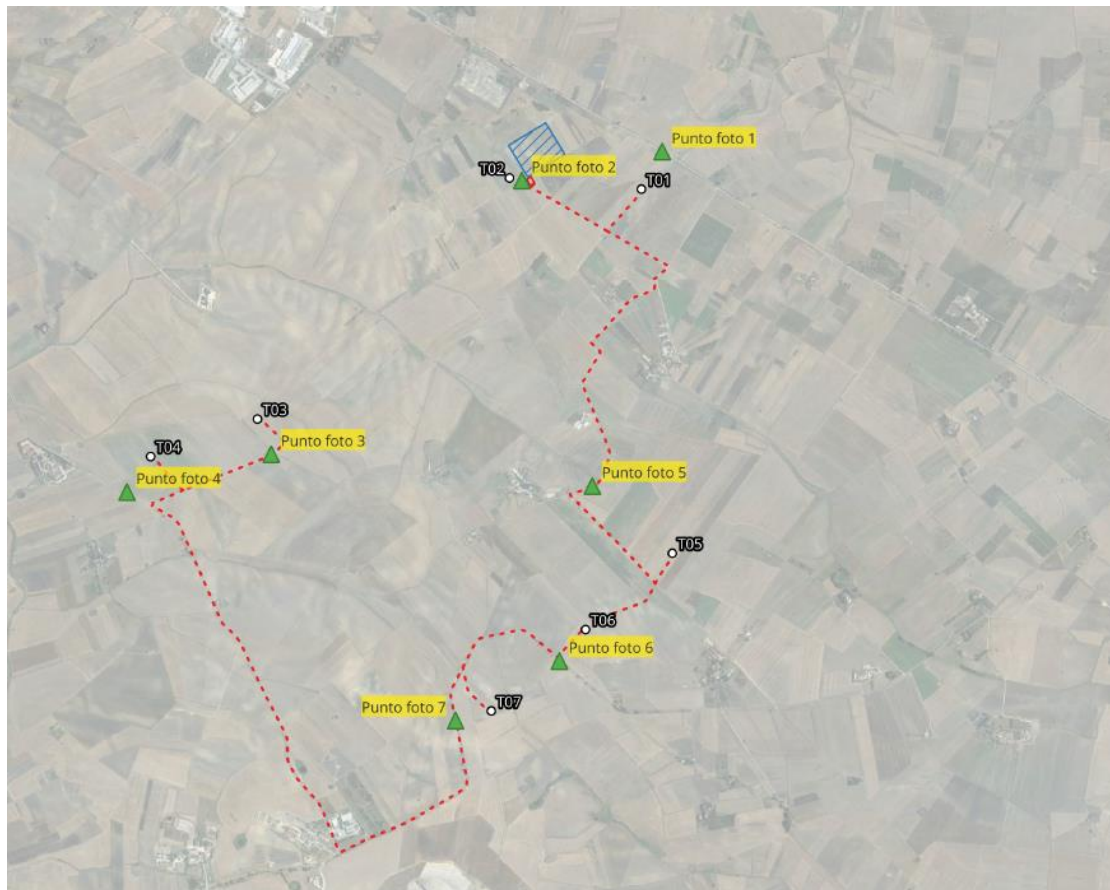 Punto foto 1
Punto foto 2
T02
T01
T03
Punto foto 3
T04
Punto foto 4
Punto foto 5
T05
T06
Punto foto 6
Punto foto 7
T07